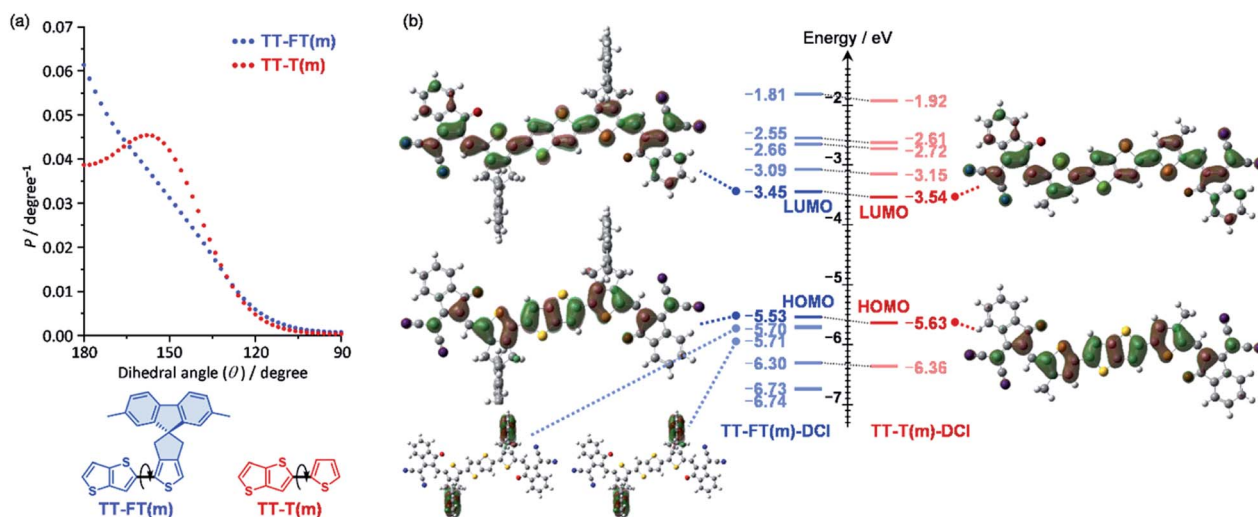 (a)
0.07
0.06
0.05
0.04
0.03
0.02
0.01
0.00
P / degree⁻¹
TT-FT(m)
TT-T(m)
180
150
120
90
Dihedral angle (θ) / degree
S
S
S
TT-FT(m)
S
S
S
TT-T(m)
(b)
Energy / eV
−2
−3
−4
−5
−6
−7
−1.81
−2.55
−2.66
−3.09
−3.45
LUMO
HOMO
−5.53
−5.70
−5.71
−6.30
−6.73
−6.74
TT-FT(m)-DCI
−1.92
−2.61
−2.72
−3.15
−3.54
LUMO
HOMO
−5.63
−6.36
TT-T(m)-DCI